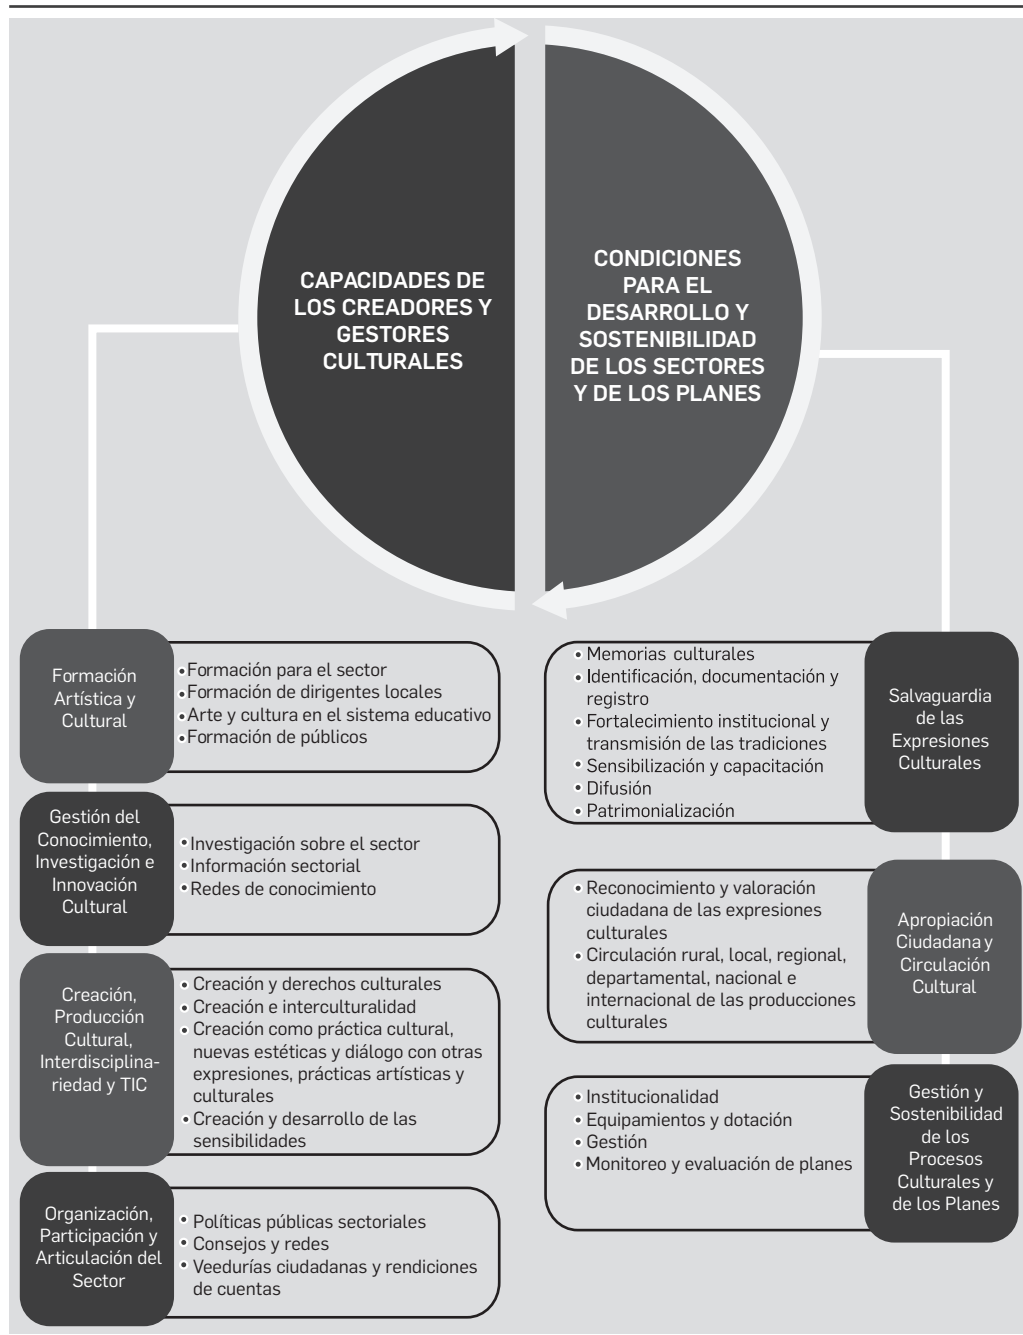 CAPACIDADES DE
LOS CREADORES Y
GESTORES
CULTURALES
CONDICIONES
PARA EL
DESARROLLO Y
SOSTENIBILIDAD
DE LOS SECTORES
Y DE LOS PLANES
Formación
Artística y
Cultural
• Formación para el sector
• Formación de dirigentes locales
• Arte y cultura en el sistema educativo
• Formación de públicos
Gestión del
Conocimiento,
Investigación e
Innovación
Cultural
• Investigación sobre el sector
• Información sectorial
• Redes de conocimiento
Creación,
Producción
Cultural,
Interdisciplina-
riedad y TIC
• Creación y derechos culturales
• Creación e interculturalidad
• Creación como práctica cultural,
nuevas estéticas y diálogo con otras
expresiones, prácticas artísticas y
culturales
• Creación y desarrollo de las
sensibilidades
Organización,
Participación y
Articulación del
Sector
• Políticas públicas sectoriales
• Consejos y redes
• Veedurías ciudadanas y rendiciones
de cuentas
• Memorias culturales
• Identificación, documentación y
registro
• Fortalecimiento institucional y
transmisión de las tradiciones
• Sensibilización y capacitación
• Difusión
• Patrimonialización
Salvaguardia
de las
Expresiones
Culturales
• Reconocimiento y valoración
ciudadana de las expresiones
culturales
• Circulación rural, local, regional,
departamental, nacional e
internacional de las producciones
culturales
Apropiación
Ciudadana y
Circulación
Cultural
• Institucionalidad
• Equipamientos y dotación
• Gestión
• Monitoreo y evaluación de planes
Gestión y
Sostenibilidad
de los
Procesos
Culturales y
de los Planes